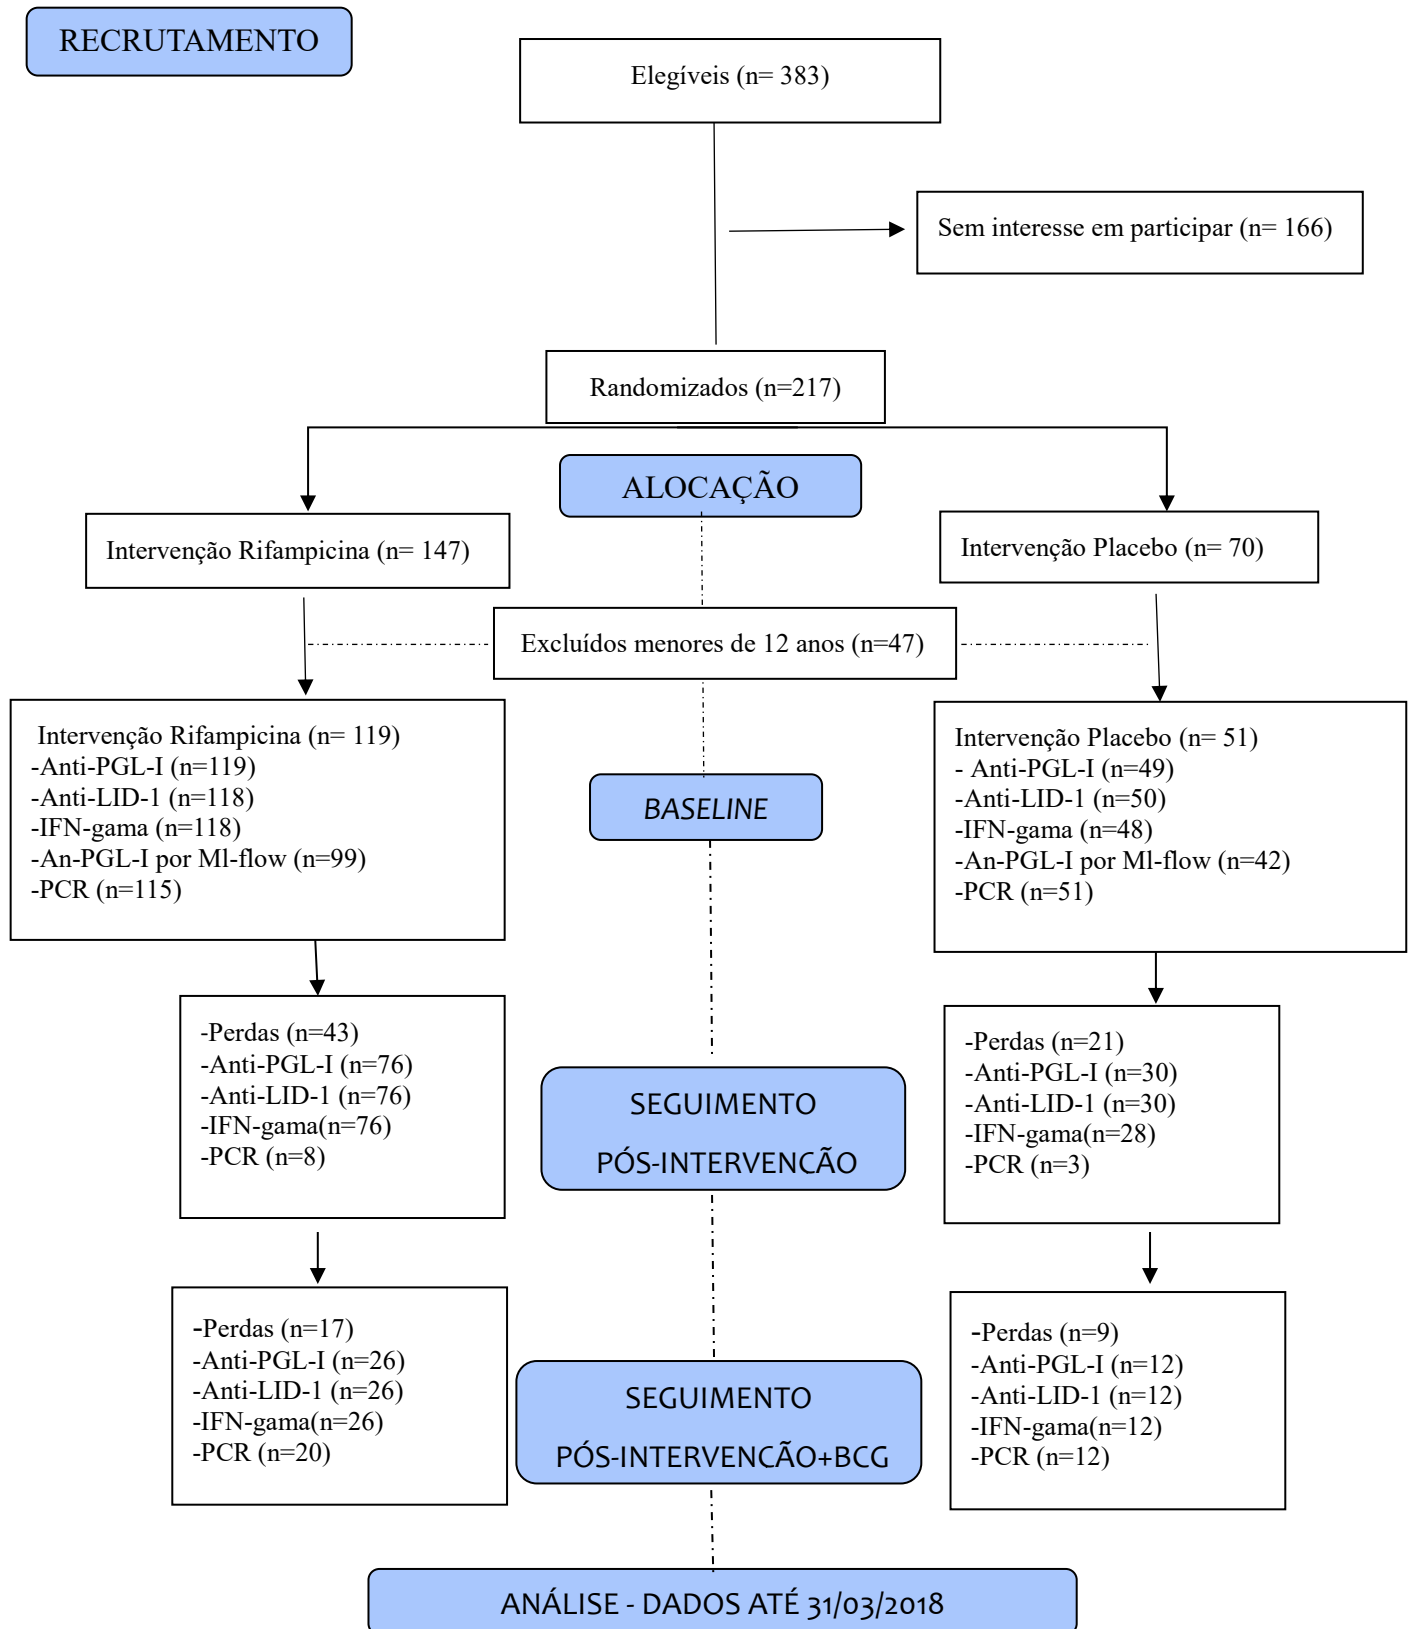 RECRUTAMENTO
Elegíveis (n= 383)
Sem interesse em participar (n= 166)
Randomizados (n=217)
ALOCAÇÃO
Intervenção Rifampicina (n= 147)
Intervenção Placebo (n= 70)
Excluídos menores de 12 anos (n=47)
Intervenção Rifampicina (n= 119)
-Anti-PGL-I (n=119)
-Anti-LID-1 (n=118)
-IFN-gama (n=118)
-An-PGL-I por Ml-flow (n=99)
-PCR (n=115)
Intervenção Placebo (n= 51)
- Anti-PGL-I (n=49)
-Anti-LID-1 (n=50)
-IFN-gama (n=48)
-An-PGL-I por Ml-flow (n=42)
-PCR (n=51)
BASELINE
-Perdas (n=43)
-Anti-PGL-I (n=76)
-Anti-LID-1 (n=76)
-IFN-gama(n=76)
-PCR (n=8)
-Perdas (n=21)
-Anti-PGL-I (n=30)
-Anti-LID-1 (n=30)
-IFN-gama(n=28)
-PCR (n=3)
SEGUIMENTO
PÓS-INTERVENÇÃO
-Perdas (n=17)
-Anti-PGL-I (n=26)
-Anti-LID-1 (n=26)
-IFN-gama(n=26)
-PCR (n=20)
-Perdas (n=9)
-Anti-PGL-I (n=12)
-Anti-LID-1 (n=12)
-IFN-gama(n=12)
-PCR (n=12)
SEGUIMENTO
PÓS-INTERVENÇÃO+BCG
ANÁLISE - DADOS ATÉ 31/03/2018